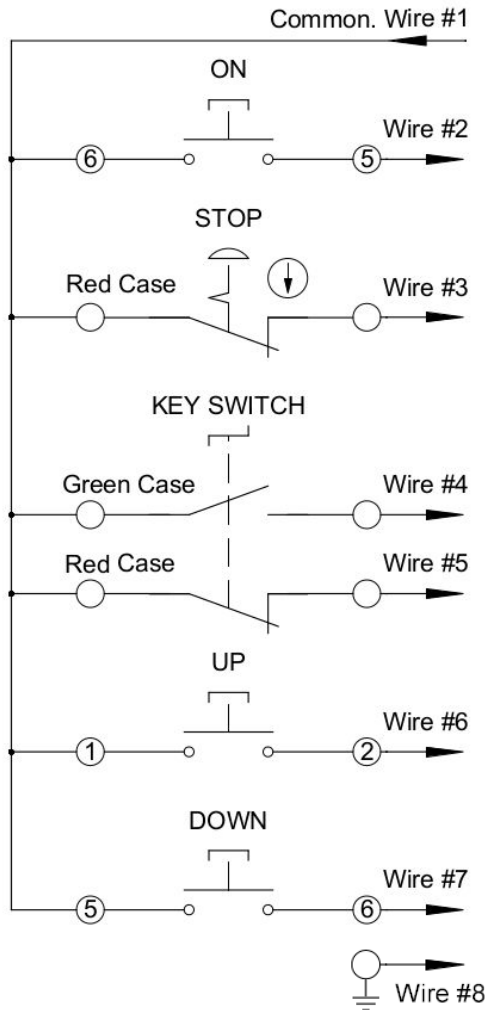 Common. Wire #1
ON
Wire #2
6
5
STOP
Red Case
Wire #3
KEY SWITCH
Green Case
Wire #4
Red Case
Wire #5
UP
Wire #6
1
2
DOWN
Wire #7
5
6
Wire #8